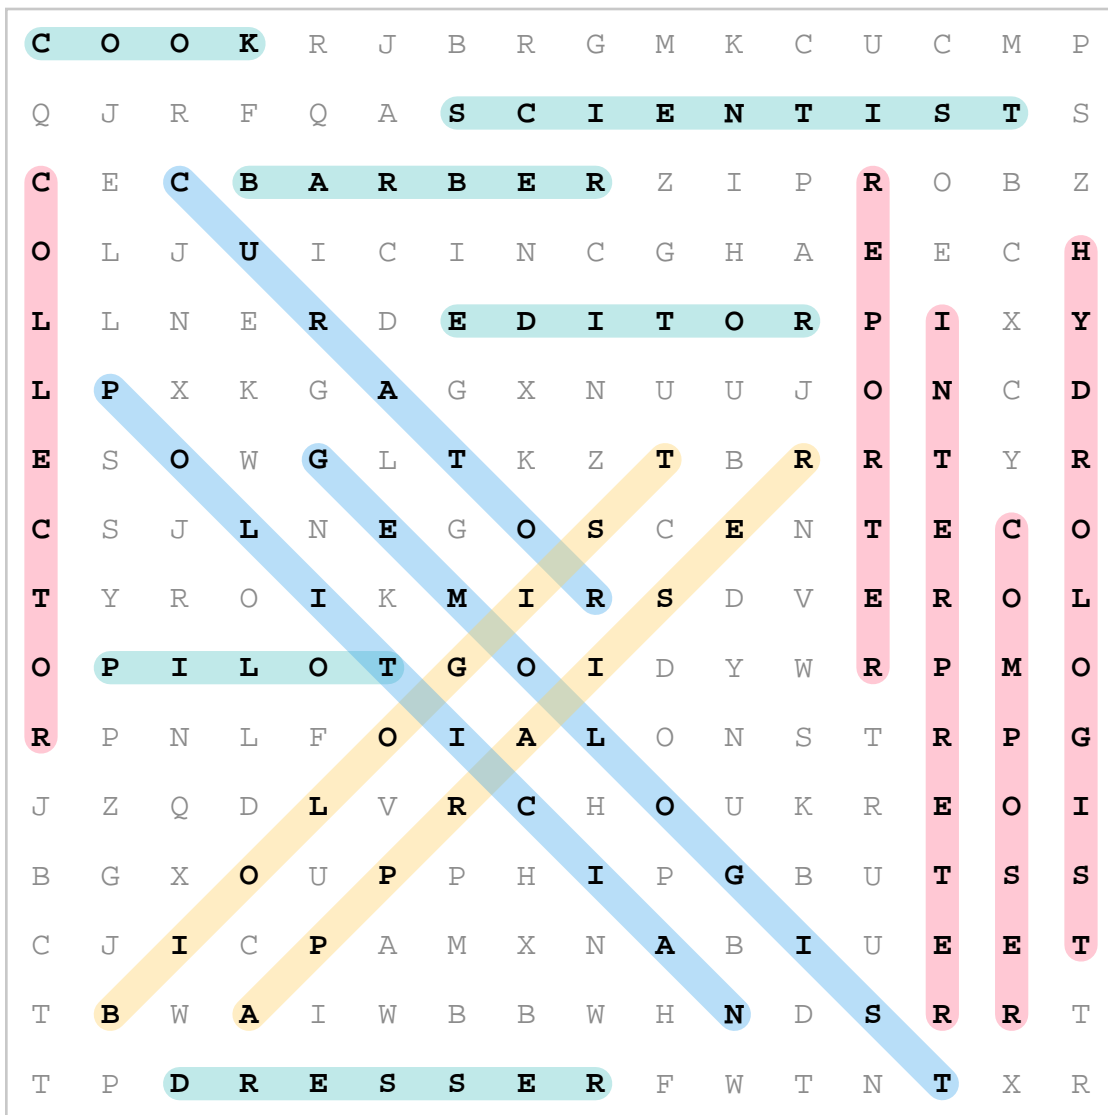 C O O K R J B R G M K C U C M P
Q J R F Q A S C I E N T I S T S
C E C B A R B E R Z I P R O B Z
O L J U I C I N C G H A E E C H
L L N E R D E D I T O R P I X Y
L P X K G A G X N U U J O N C D
E S O W G L T K Z T B R R T Y R
C S J L N E G O S C E N T E C O
T Y R O I K M I R S D V E R O L
O P I L O T G O I D Y W R P M O
R P N L F O I A L O N S T R P G
J Z Q D L V R C H O U K R E O I
B G X O U P P H I P G B U T S S
C J I C P A M X N A B I U E E T
T B W A I W B B W H N D S R R T
T P D R E S S E R F W T N T X R